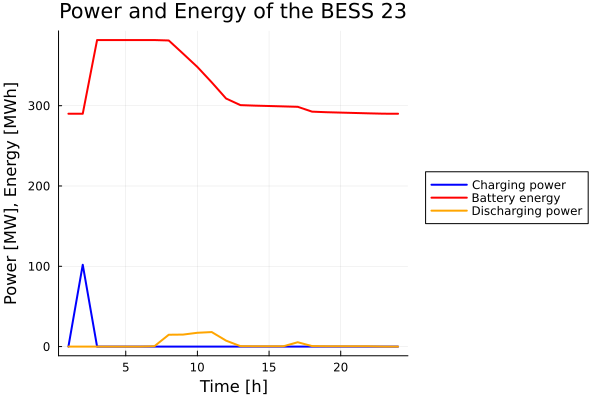 Power and Energy of the BESS 23
Power [MW], Energy [MWh]
300
200
100
0
5 10 15 20
Time [h]
Charging power
Battery energy
Discharging power